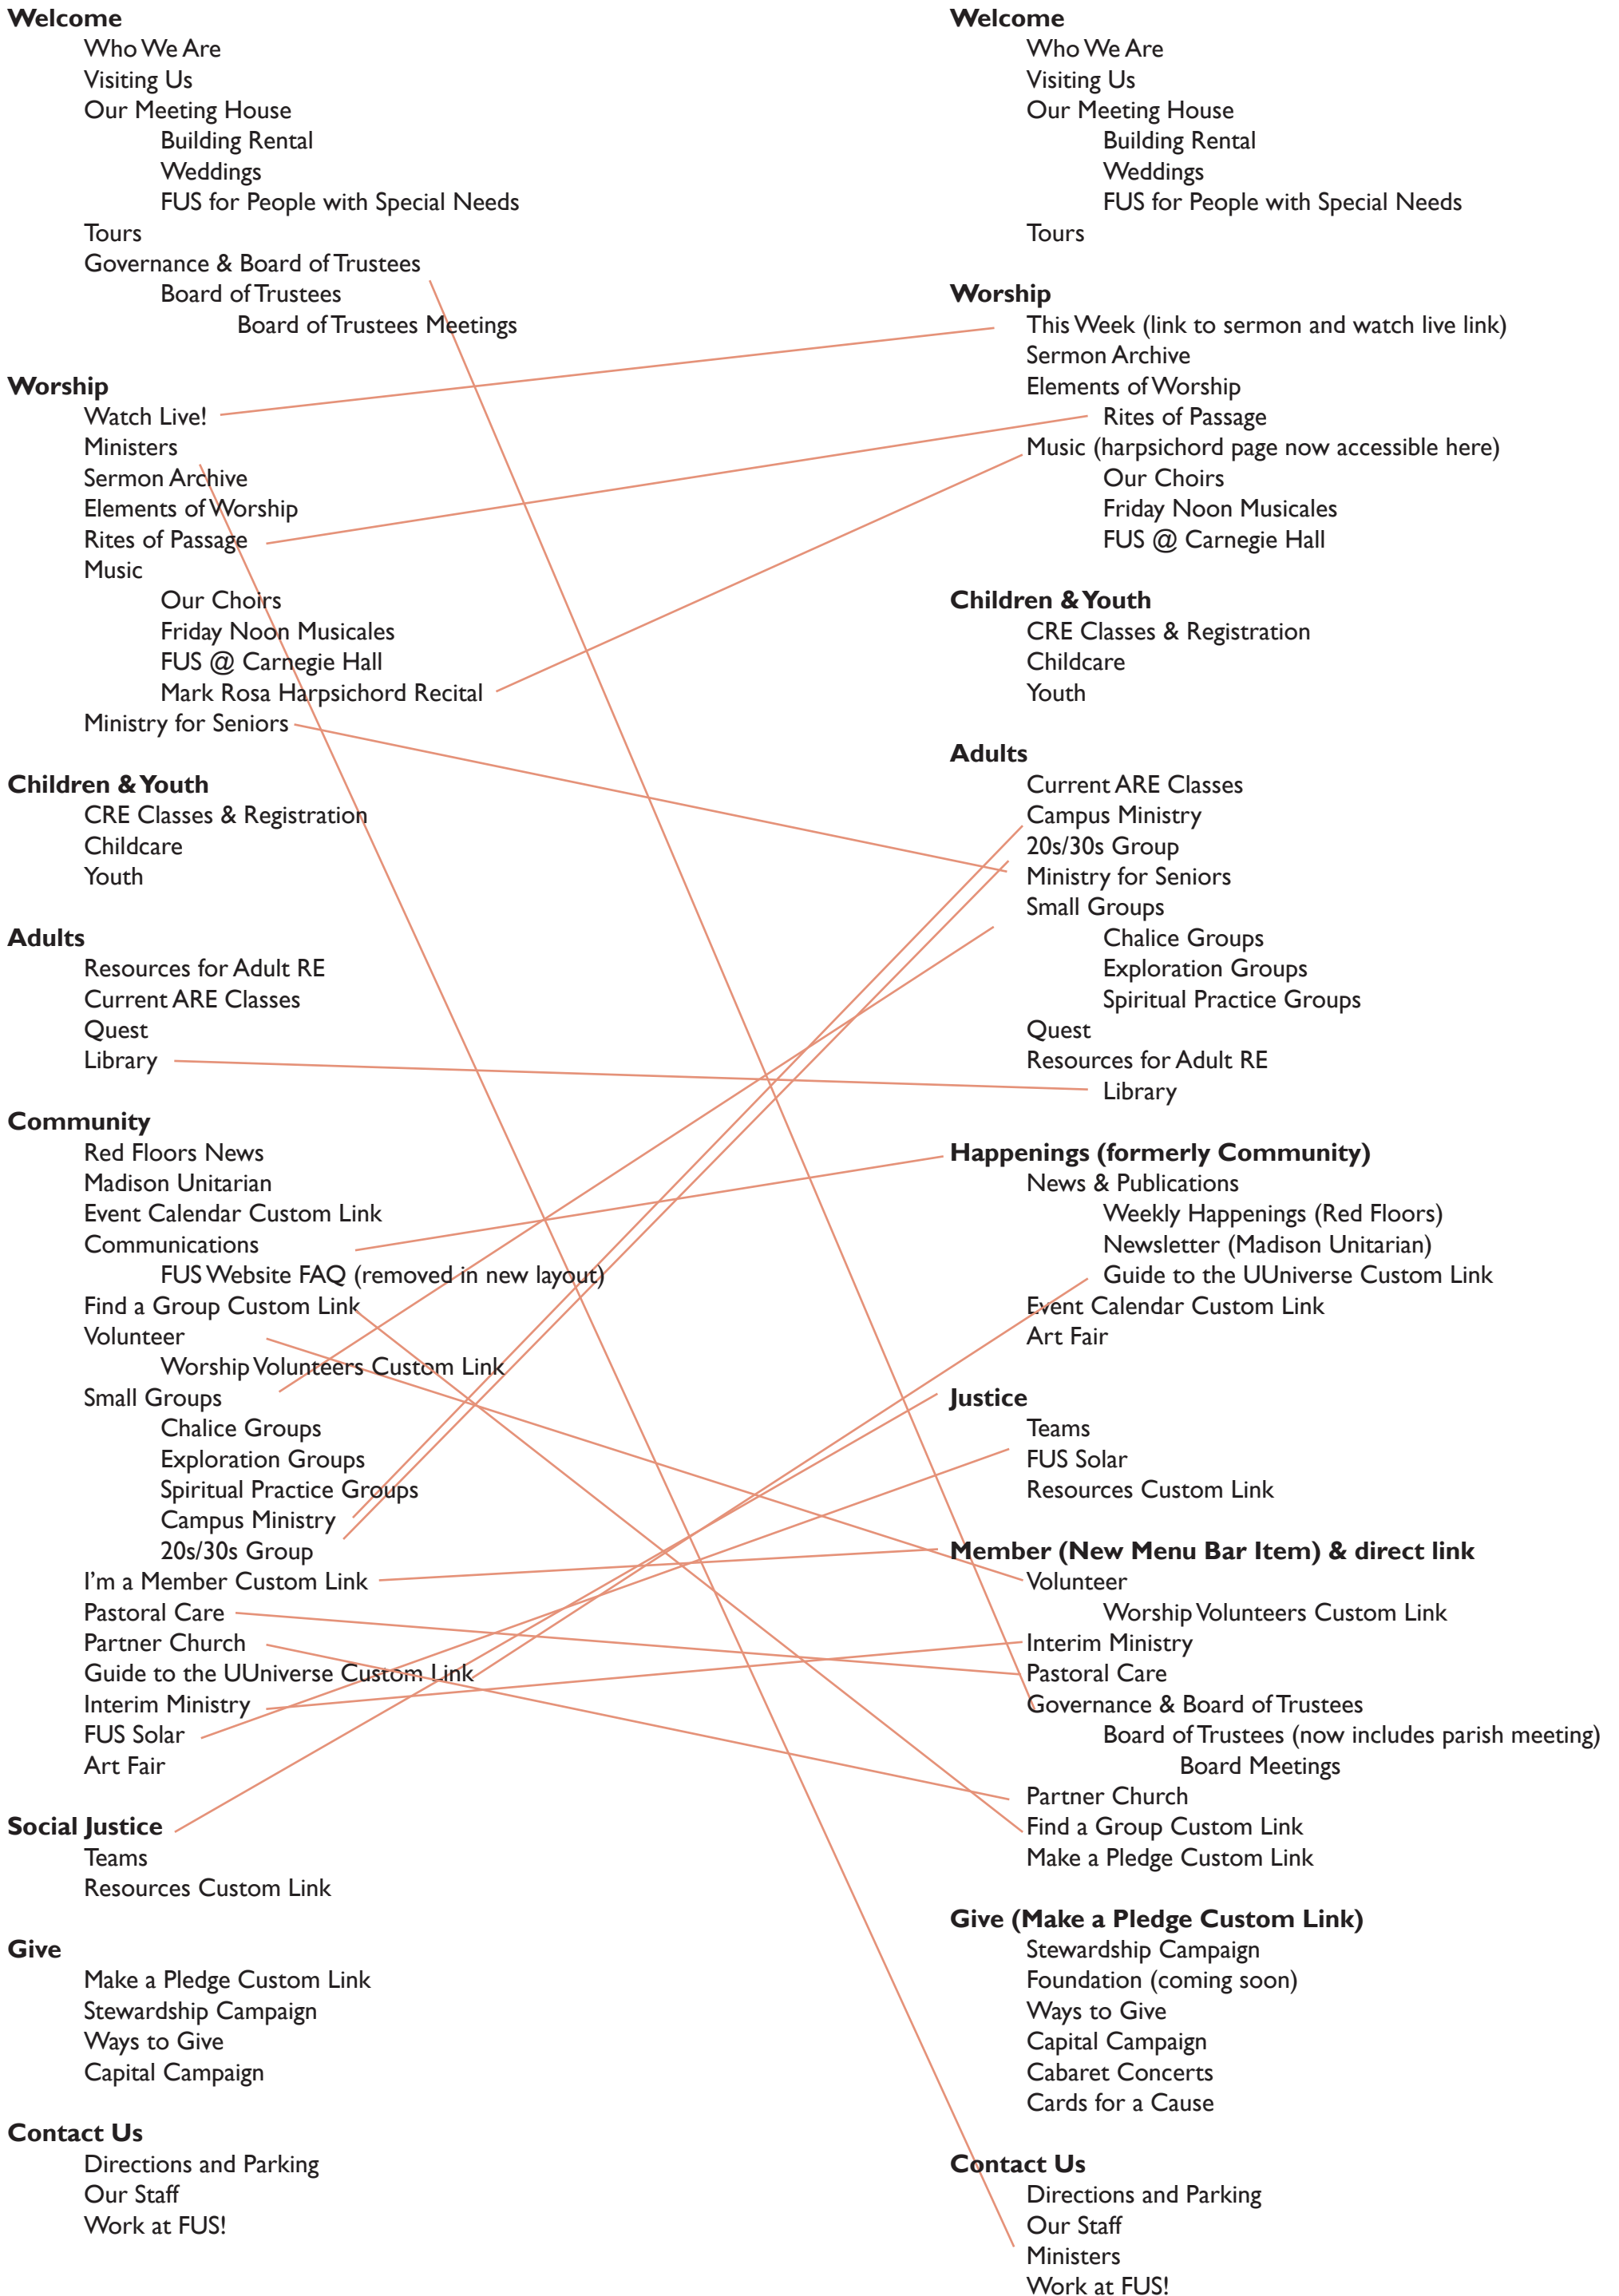 Welcome
Who We Are
Visiting Us
Our Meeting House
Building Rental
Weddings
FUS for People with Special Needs
Tours
Governance & Board of Trustees
Board of Trustees
Board of Trustees Meetings
Worship
Watch Live!
Ministers
Sermon Archive
Elements of Worship
Rites of Passage
Music
Our Choirs
Friday Noon Musicales
FUS @ Carnegie Hall
Mark Rosa Harpsichord Recital
Ministry for Seniors
Children & Youth
CRE Classes & Registration
Childcare
Youth
Adults
Resources for Adult RE
Current ARE Classes
Quest
Library
Community
Red Floors News
Madison Unitarian
Event Calendar Custom Link
Communications
FUS Website FAQ (removed in new layout)
Find a Group Custom Link
Volunteer
Worship Volunteers Custom Link
Small Groups
Chalice Groups
Exploration Groups
Spiritual Practice Groups
Campus Ministry
20s/30s Group
I'm a Member Custom Link
Pastoral Care
Partner Church
Guide to the UUniverse Custom Link
Interim Ministry
FUS Solar
Art Fair
Social Justice
Teams
Resources Custom Link
Give
Make a Pledge Custom Link
Stewardship Campaign
Ways to Give
Capital Campaign
Contact Us
Directions and Parking
Our Staff
Work at FUS!
Welcome
Who We Are
Visiting Us
Our Meeting House
Building Rental
Weddings
FUS for People with Special Needs
Tours
Worship
This Week (link to sermon and watch live link)
Sermon Archive
Elements of Worship
Rites of Passage
Music (harpsichord page now accessible here)
Our Choirs
Friday Noon Musicales
FUS @ Carnegie Hall
Children & Youth
CRE Classes & Registration
Childcare
Youth
Adults
Current ARE Classes
Campus Ministry
20s/30s Group
Ministry for Seniors
Small Groups
Chalice Groups
Exploration Groups
Spiritual Practice Groups
Quest
Resources for Adult RE
Library
Happenings (formerly Community)
News & Publications
Weekly Happenings (Red Floors)
Newsletter (Madison Unitarian)
Guide to the UUniverse Custom Link
Event Calendar Custom Link
Art Fair
Justice
Teams
FUS Solar
Resources Custom Link
Member (New Menu Bar Item) & direct link
Volunteer
Worship Volunteers Custom Link
Interim Ministry
Pastoral Care
Governance & Board of Trustees
Board of Trustees (now includes parish meeting)
Board Meetings
Partner Church
Find a Group Custom Link
Make a Pledge Custom Link
Give (Make a Pledge Custom Link)
Stewardship Campaign
Foundation (coming soon)
Ways to Give
Capital Campaign
Cabaret Concerts
Cards for a Cause
Contact Us
Directions and Parking
Our Staff
Ministers
Work at FUS!